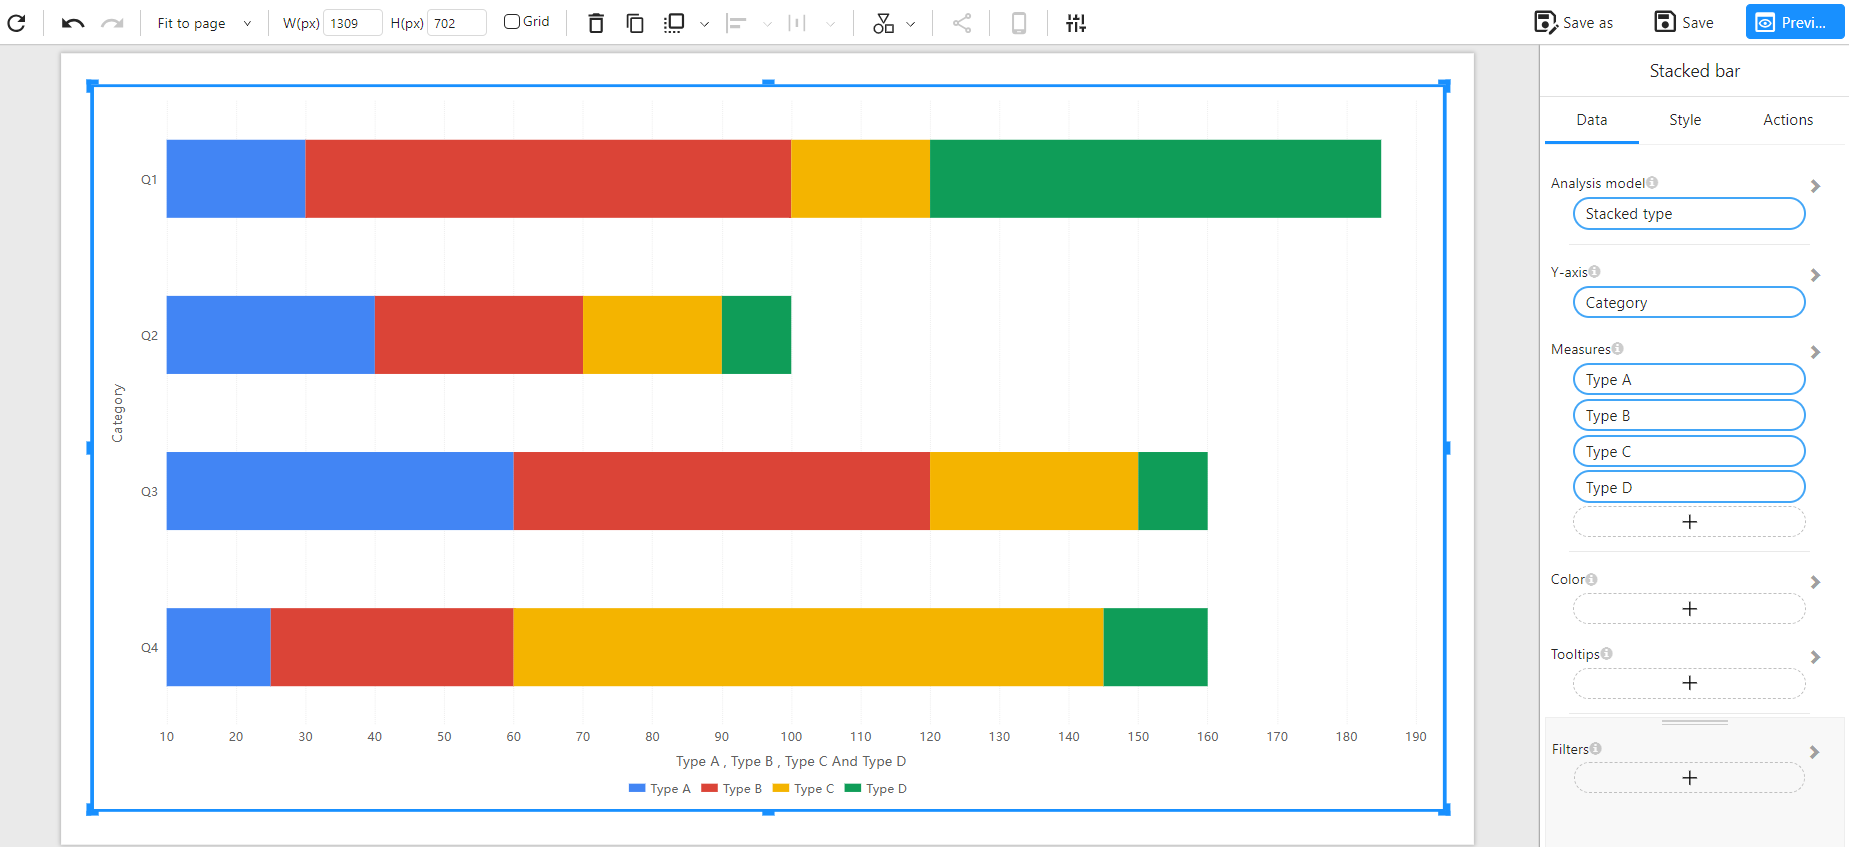 Fit to page W(px) 1309 H(px) 702 Grid Save as Save Previ...
Stacked bar
Data Style Actions
Analysis model
Stacked type
Y-axis
Category
Measures
Type A
Type B
Type C
Type D
Color
Tooltips
Filters
Q1
Q2
Q3
Q4
Category
10 20 30 40 50 60 70 80 90 100 110 120 130 140 150 160 170 180 190
Type A , Type B , Type C And Type D
Type A Type B Type C Type D